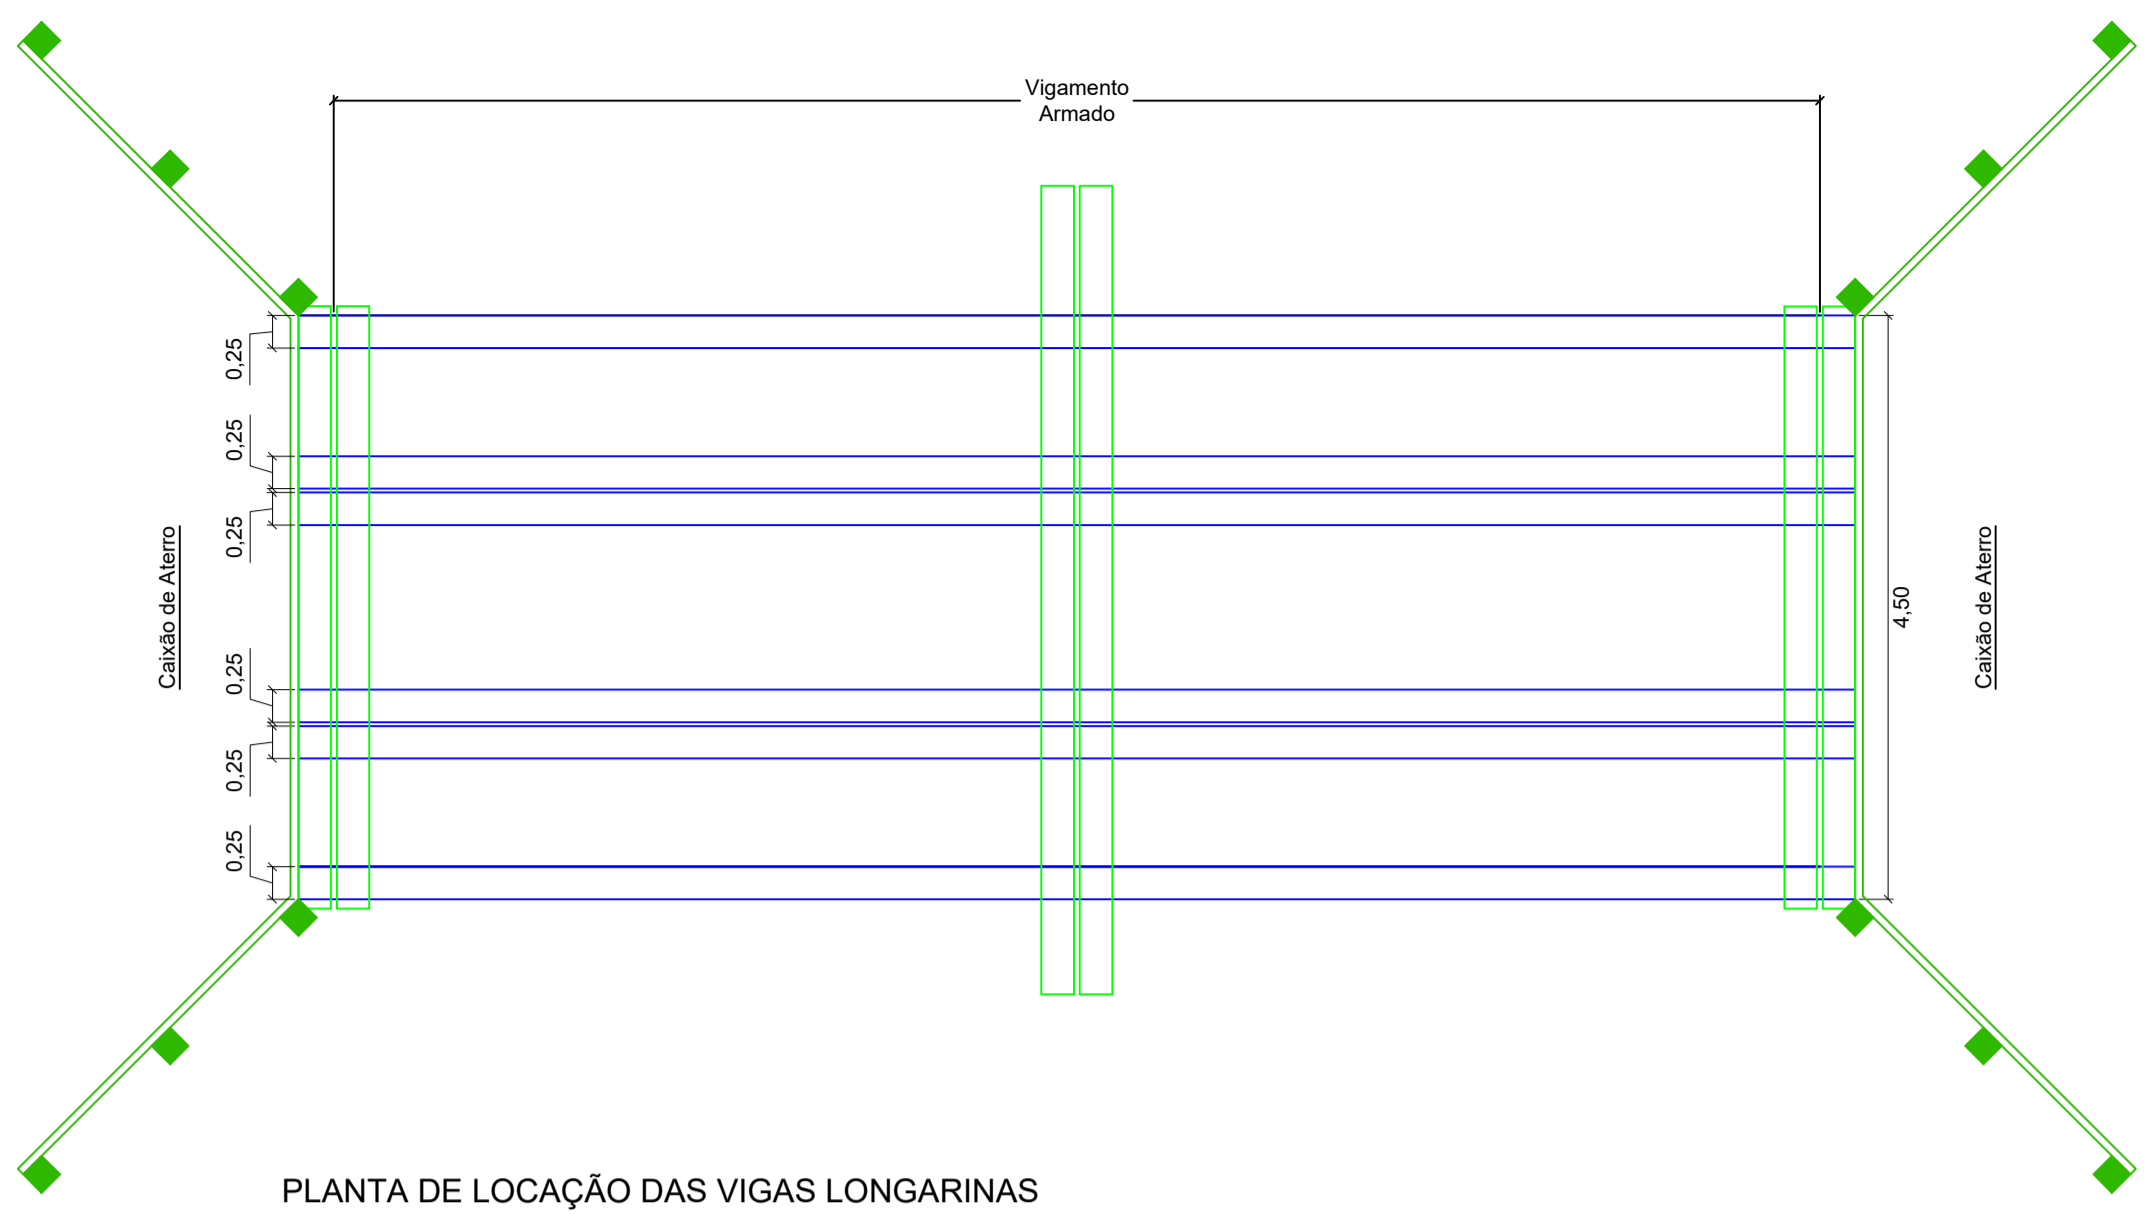 Vigamento
Armado
0,25
0,25
0,25
Caixão de Aterro
4,50
Caixão de Aterro
0,25
0,25
0,25
PLANTA DE LOCAÇÃO DAS VIGAS LONGARINAS